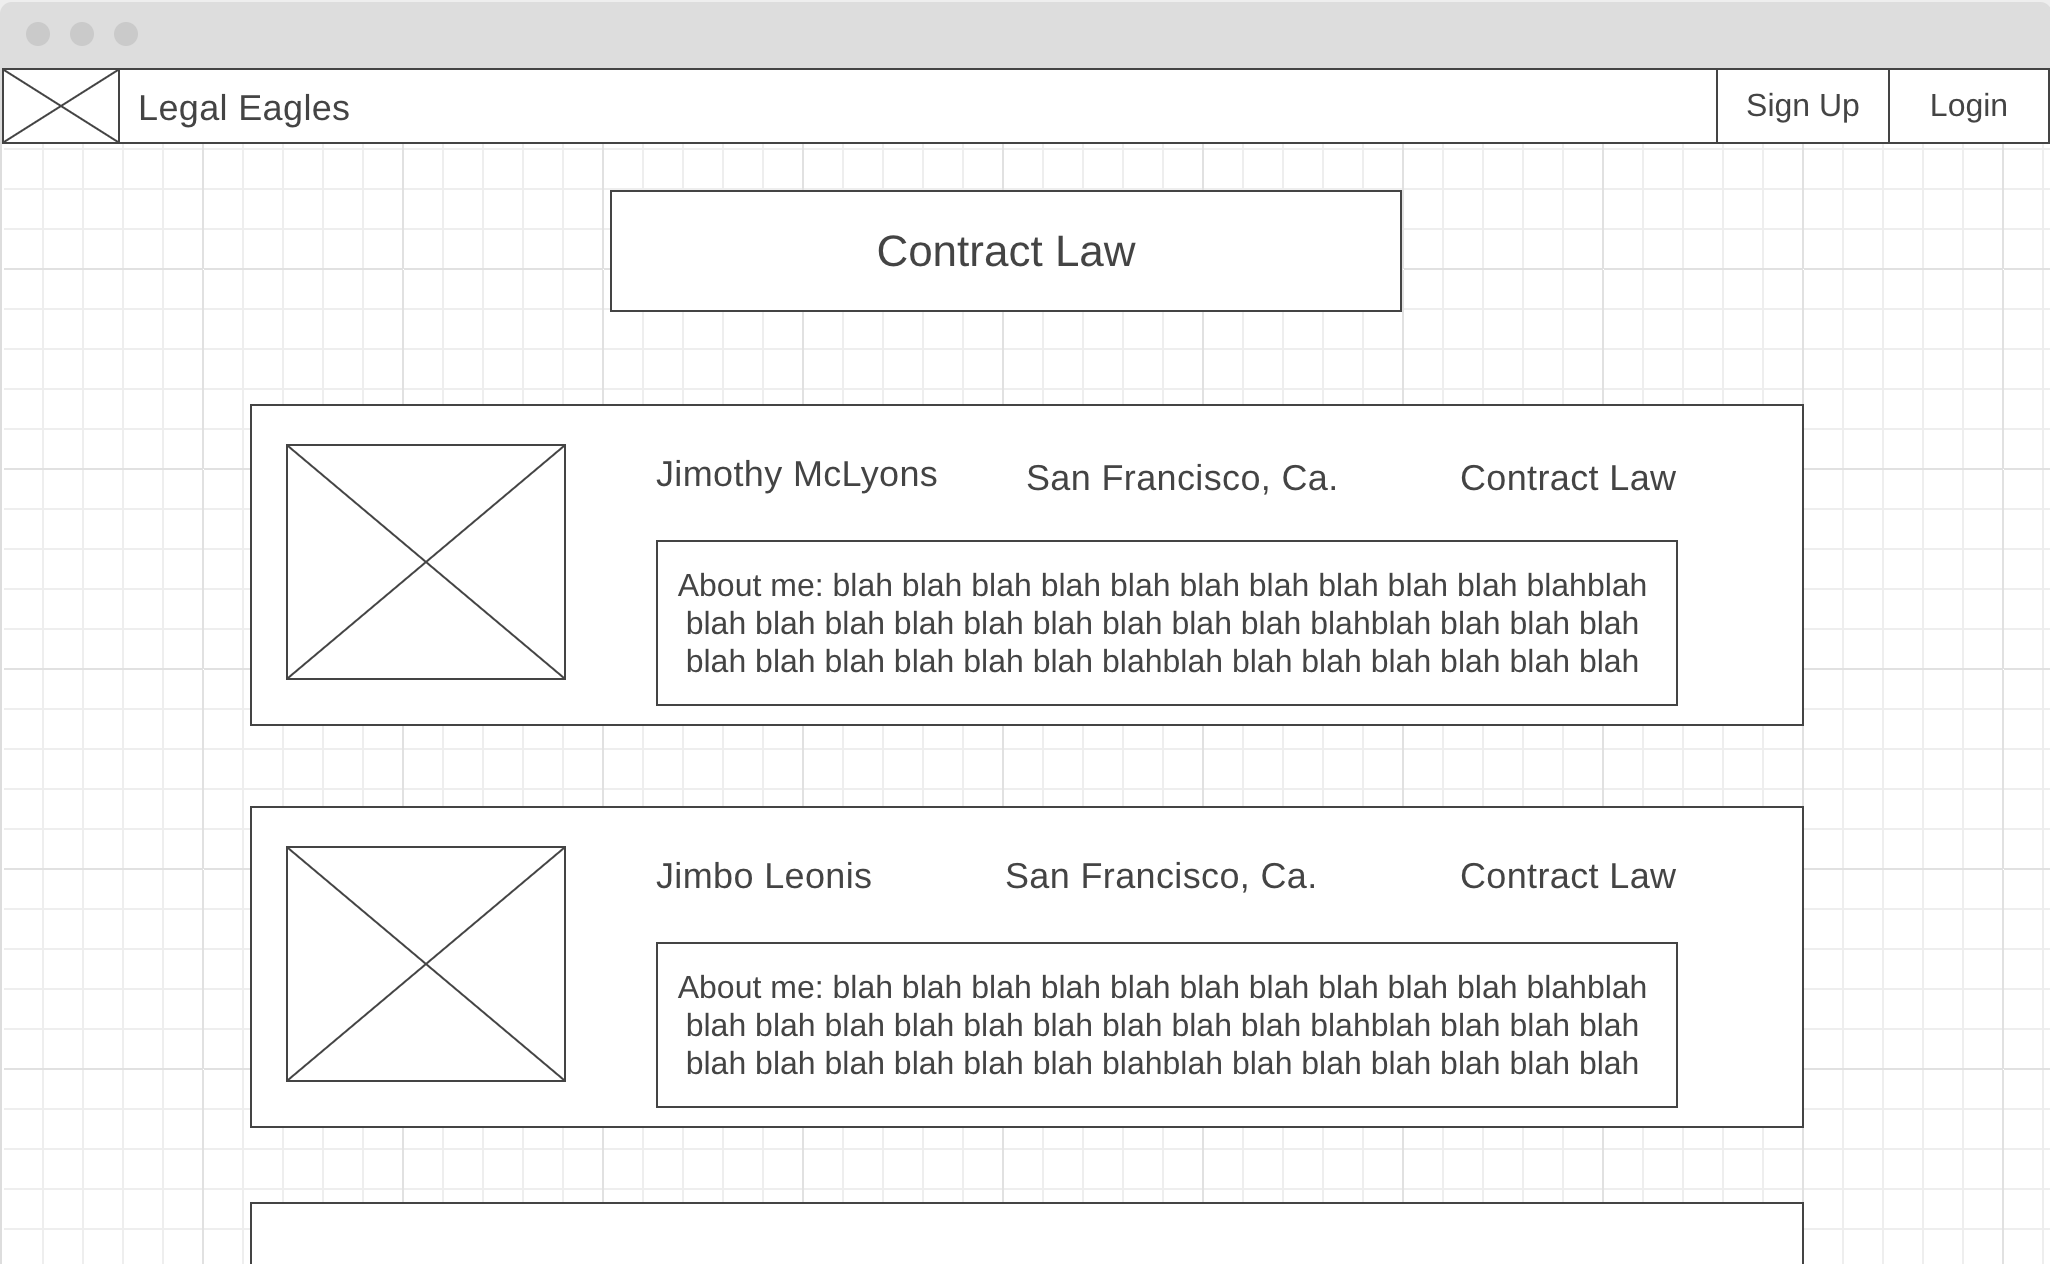 Legal Eagles
Sign Up
Login
Contract Law
Jimothy McLyons
San Francisco, Ca.
Contract Law
About me: blah blah blah blah blah blah blah blah blah blah blahblah
blah blah blah blah blah blah blah blah blah blahblah blah blah blah
blah blah blah blah blah blah blahblah blah blah blah blah blah blah
Jimbo Leonis
San Francisco, Ca.
Contract Law
About me: blah blah blah blah blah blah blah blah blah blah blahblah
blah blah blah blah blah blah blah blah blah blahblah blah blah blah
blah blah blah blah blah blah blahblah blah blah blah blah blah blah